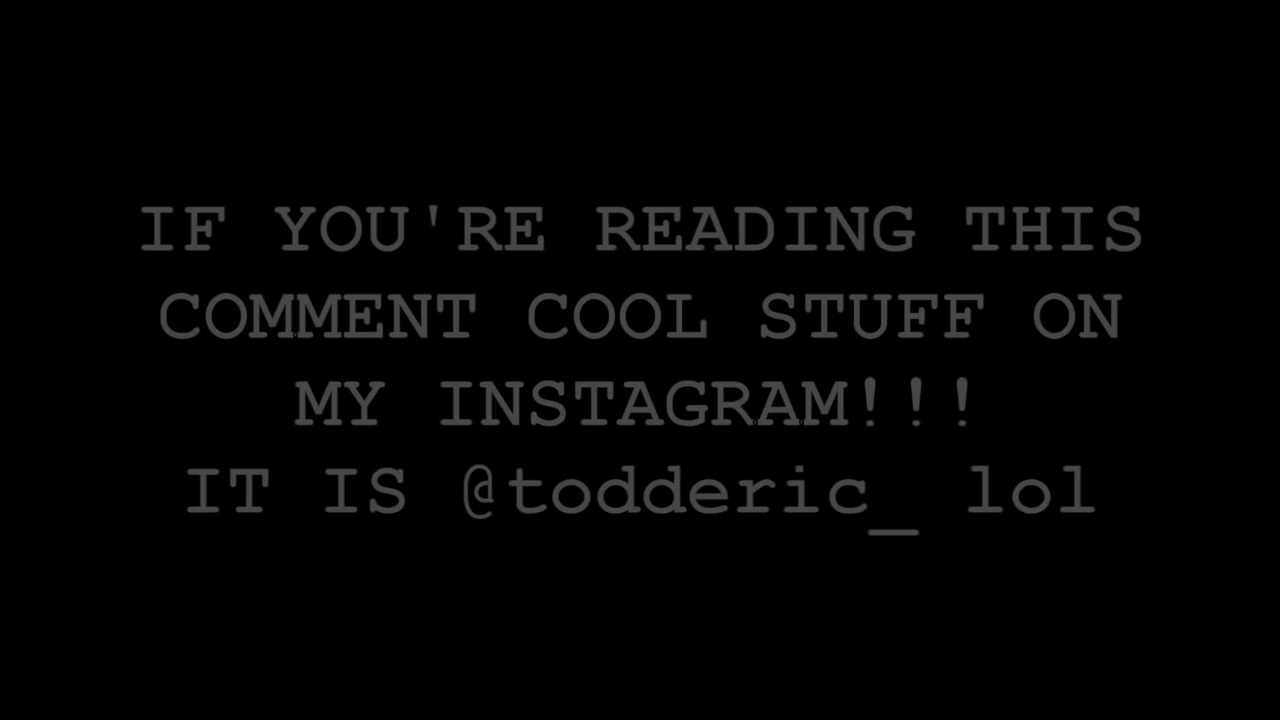 IF YOU'RE READING THIS
COMMENT COOL STUFF ON
MY INSTAGRAM!!!
IT IS @todderic_ lol